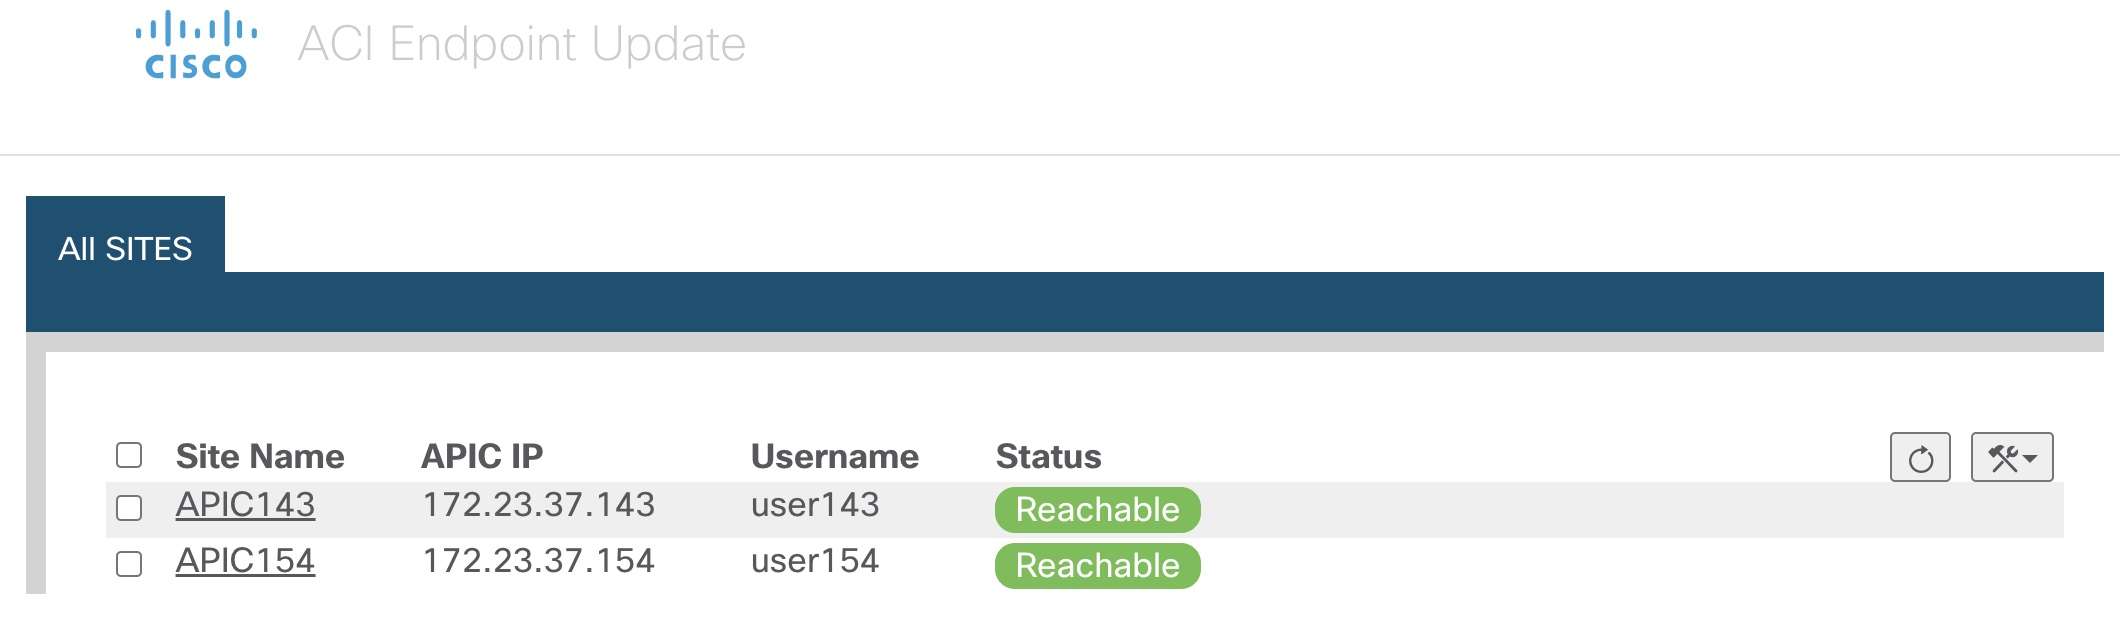 CISCO
ACI Endpoint Update
All SITES
Site Name APIC IP Username Status
APIC143 172.23.37.143 user143 Reachable
APIC154 172.23.37.154 user154 Reachable